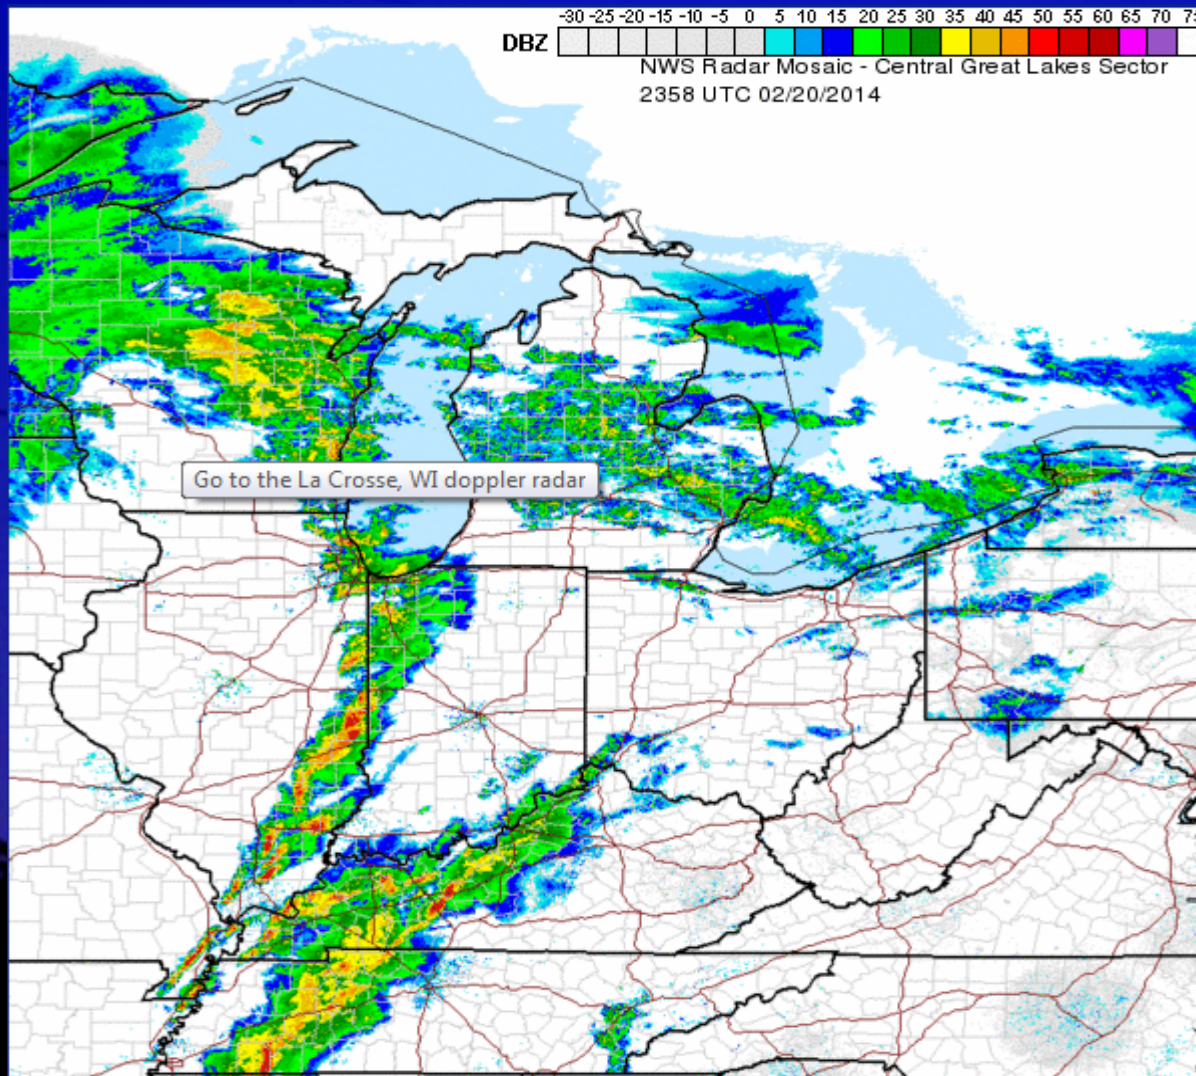 -30 -25 -20 -15 -10 -5 0 5 10 15 20 25 30 35 40 45 50 55 60 65 70
DBZ
NWS Radar Mosaic - Central Great Lakes Sector
2358 UTC 02/20/2014
Go to the La Crosse, WI doppler radar